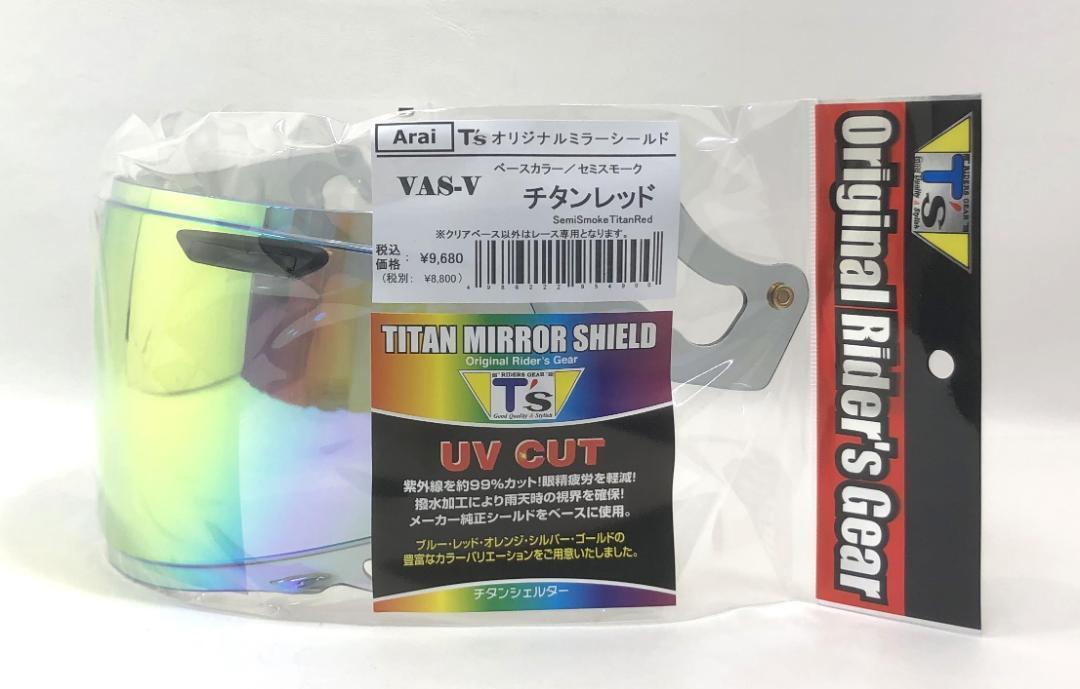 Arai T's オリジナルミラーシールド
ベースカラー／セミスモーク
VAS-V チタンレッド
SemiSmokeTitanRed
※クリアベース以外はレース専用となります。
税込価格： ¥9,680
（税別： ¥8,800）
TITAN MIRROR SHIELD
Original Rider's Gear
RIDERS GEAR
T's
Good Quality & Stylish
UV CUT
紫外線を約99%カット!眼精疲労を軽減!
撥水加工により雨天時の視界を確保!
メーカー純正シールドをベースに使用。
ブルー・レッド・オレンジ・シルバー・ゴールドの
豊富なカラーバリエーションをご用意いたしました。
チタンシェルター
Original Rider's Gear
RIDERS GEAR
T's
Good Quality & Stylish